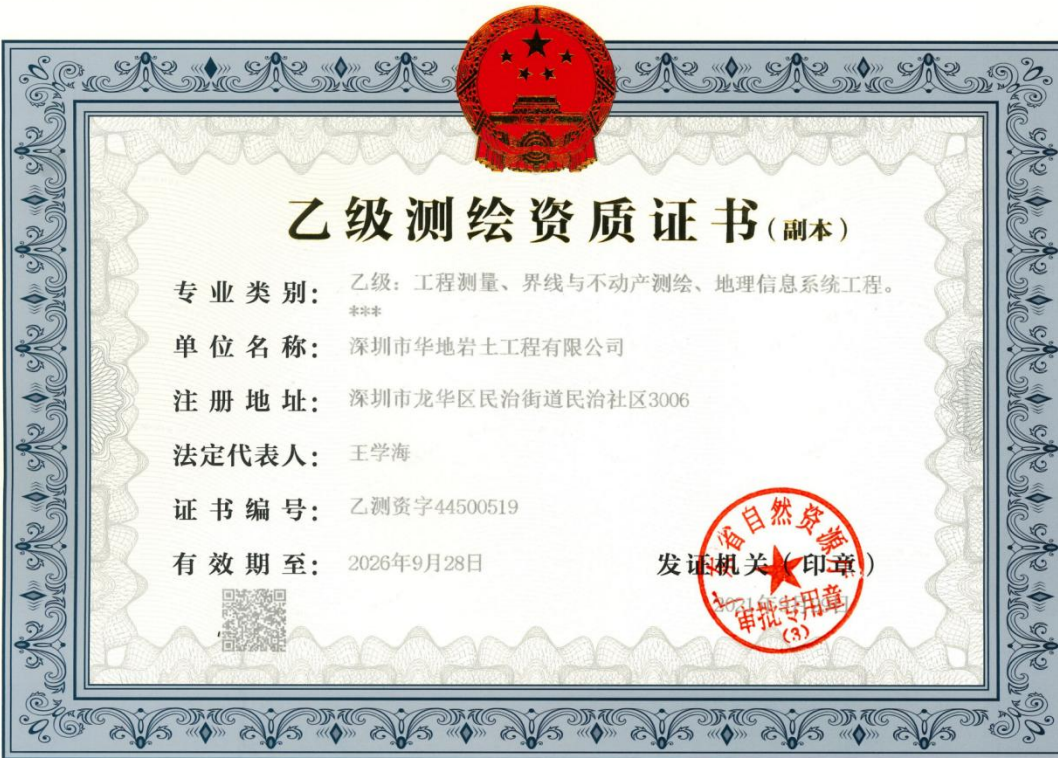 乙级测绘资质证书(副本)
专业类别: 乙级：工程测量、界线与不动产测绘、地理信息系统工程。
***
单位名称: 深圳市华地岩土工程有限公司
注册地址: 深圳市龙华区民治街道民治社区3006
法定代表人: 王学海
证书编号: 乙测资字44500519
有效期至: 2026年9月28日
发证机关(印章)
省自然资源厅
审批专用章
(3)